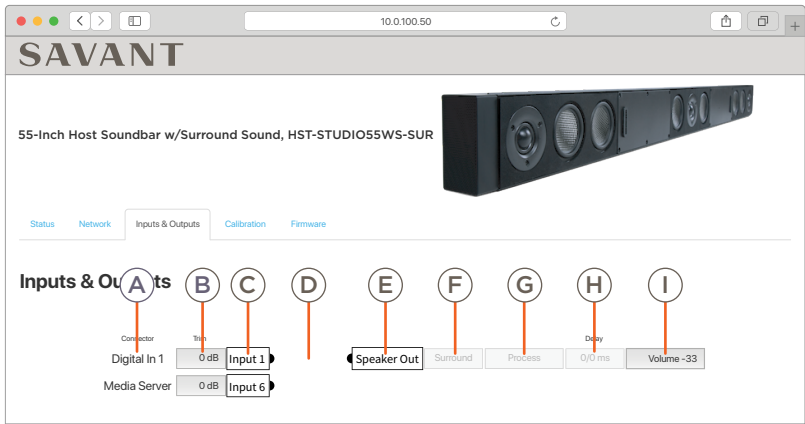 10.0.100.50
SAVANT
55-Inch Host Soundbar w/Surround Sound, HST-STUDIO55WS-SUR
Status Network Inputs & Outputs Calibration Firmware
Inputs & Outputs
A B C D E F G H I
Connector Trim Delay
Digital In 1 0 dB Input 1 Speaker Out Surround Process 0/0 ms Volume -33
Media Server 0 dB Input 6